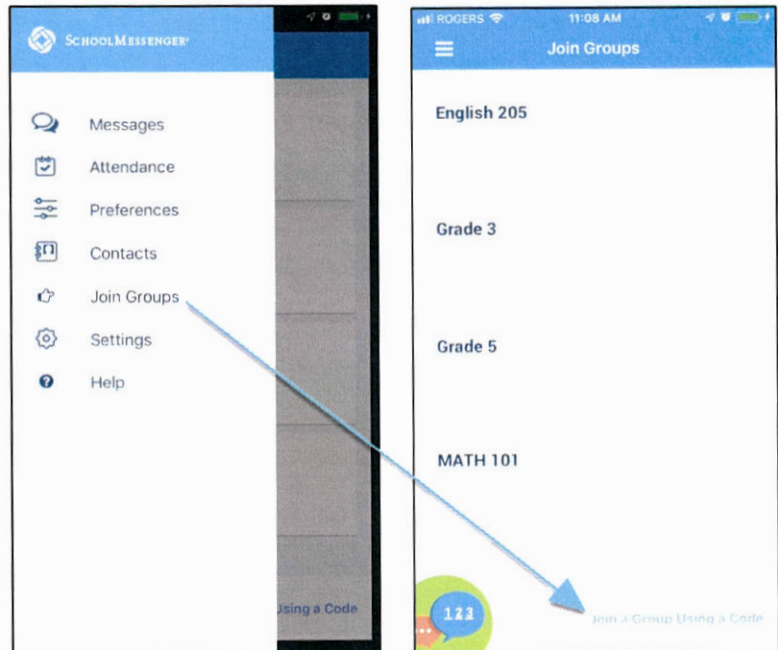 SCHOOLMESSENGER®
Messages
Attendance
Preferences
Contacts
Join Groups
Settings
Help
Using a Code
ROGERS 11:08 AM
Join Groups
English 205
Grade 3
Grade 5
MATH 101
123
Join a Group Using a Code